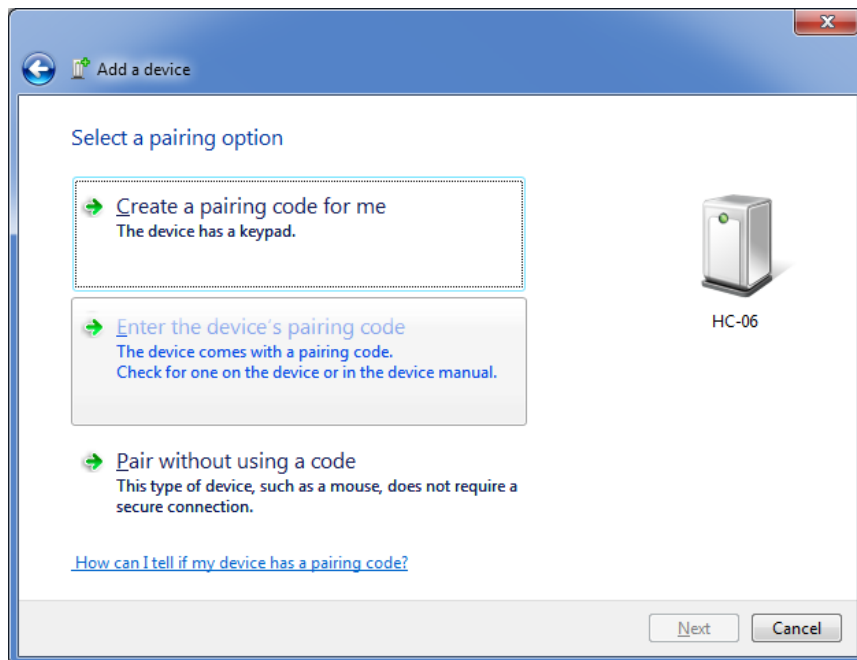 Add a device
Select a pairing option
Create a pairing code for me
The device has a keypad.
Enter the device's pairing code
The device comes with a pairing code.
Check for one on the device or in the device manual.
Pair without using a code
This type of device, such as a mouse, does not require a
secure connection.
How can I tell if my device has a pairing code?
HC-06
Next
Cancel